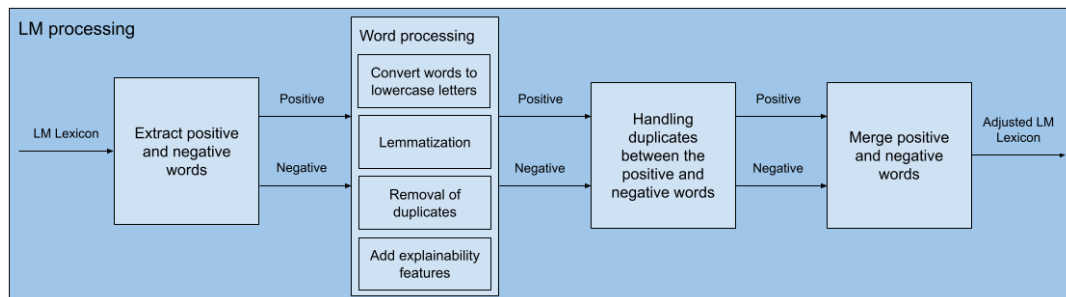 LM processing
LM Lexicon
Extract positive
and negative
words
Positive
Negative
Word processing
Convert words to
lowercase letters
Lemmatization
Removal of
duplicates
Add explainability
features
Positive
Negative
Handling
duplicates
between the
positive and
negative words
Positive
Negative
Merge positive
and negative
words
Adjusted LM
Lexicon